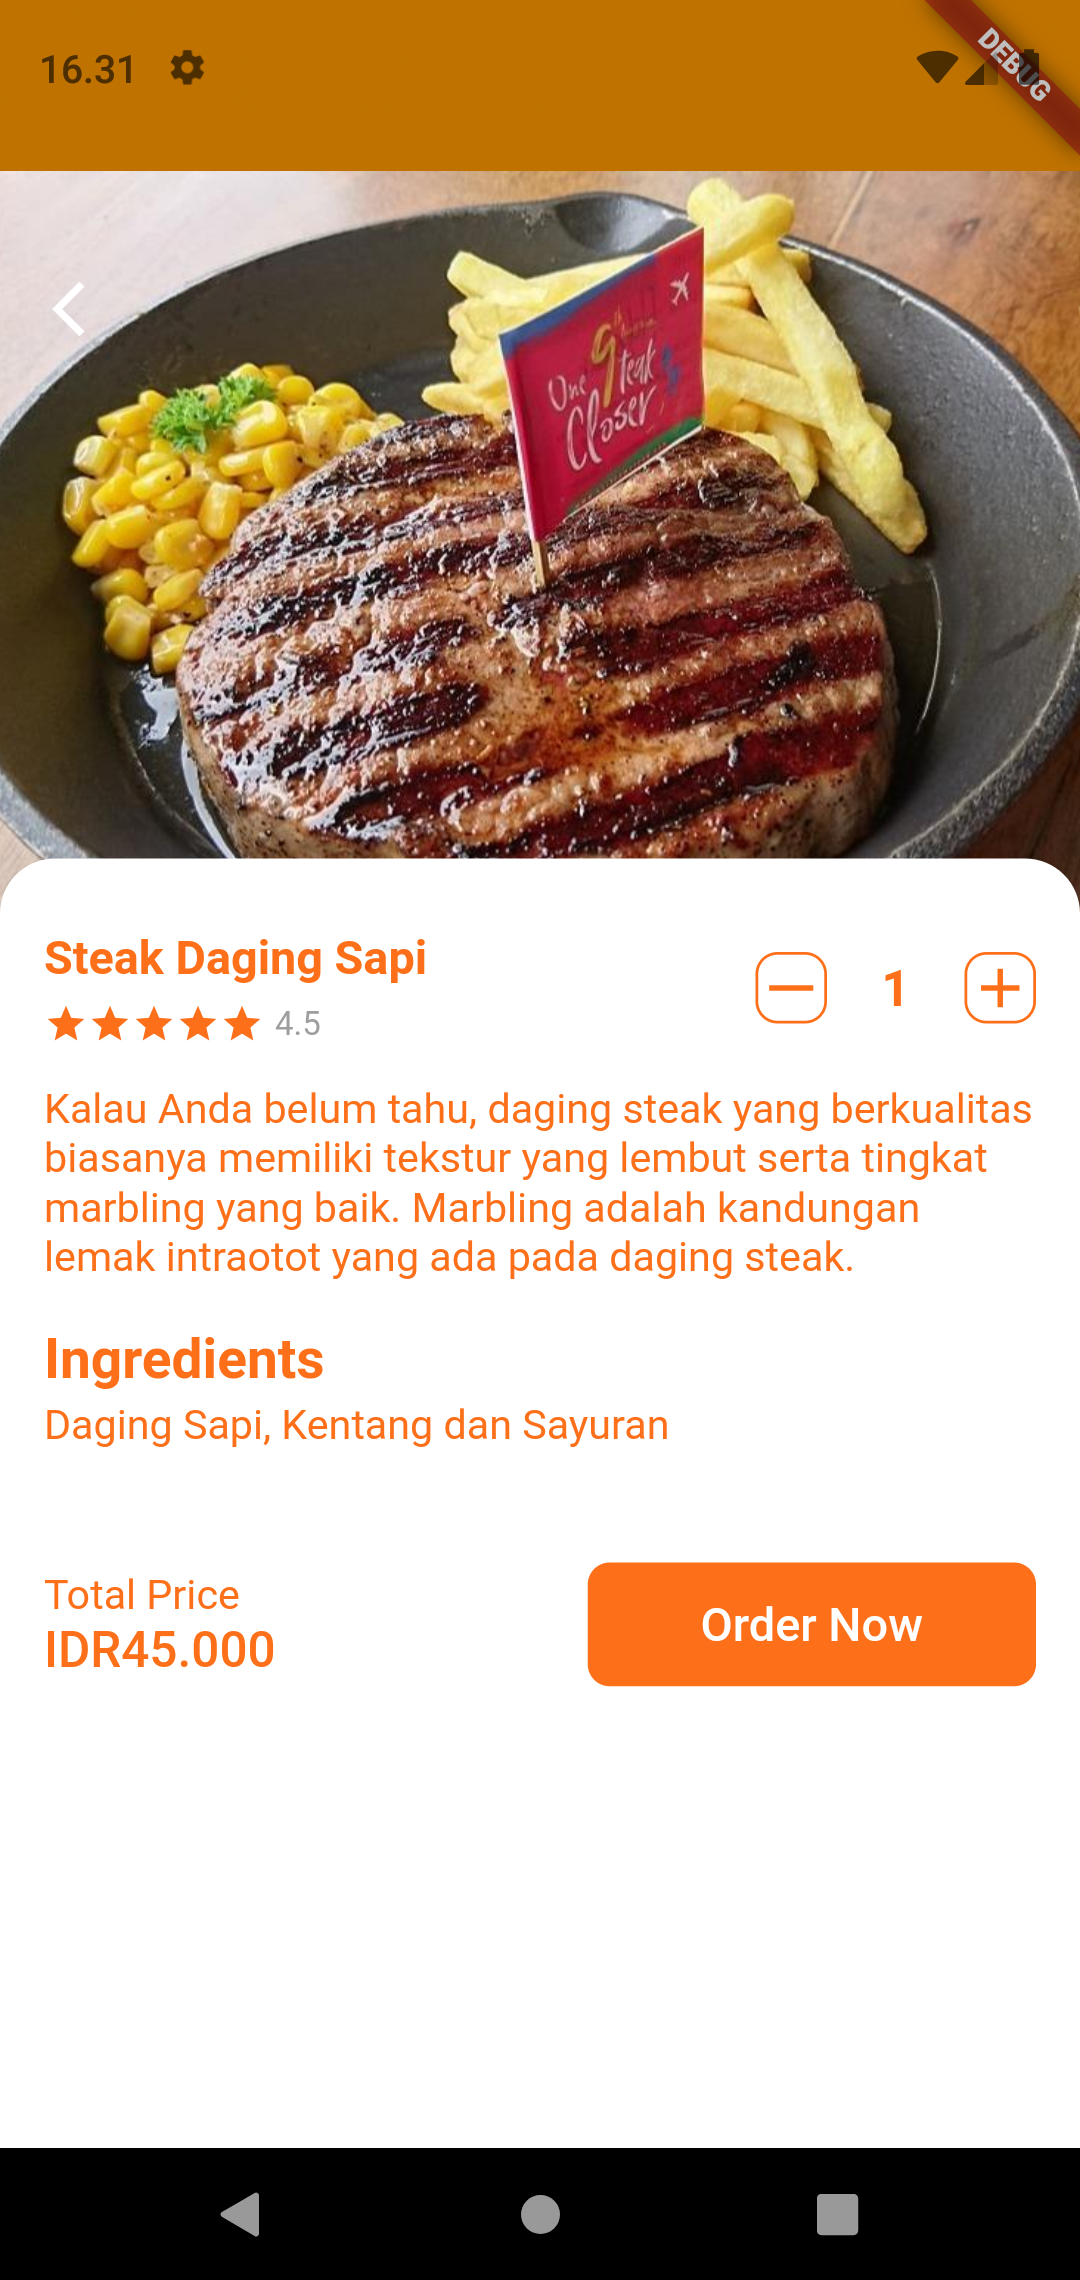 16.31
DEBUG
One 9th Steak
Closer
Steak Daging Sapi
1
4.5
Kalau Anda belum tahu, daging steak yang berkualitas
biasanya memiliki tekstur yang lembut serta tingkat
marbling yang baik. Marbling adalah kandungan
lemak intraotot yang ada pada daging steak.
Ingredients
Daging Sapi, Kentang dan Sayuran
Total Price
IDR45.000
Order Now